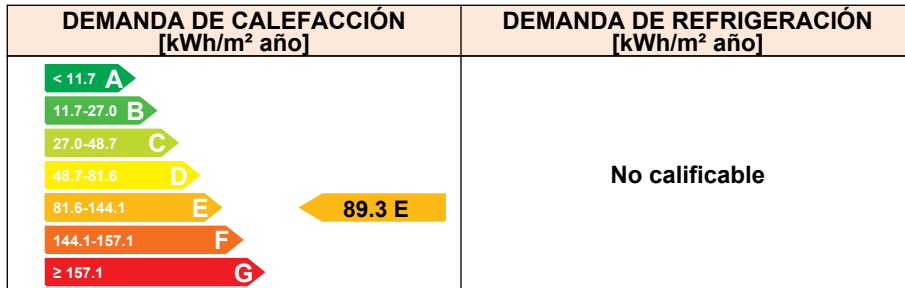 DEMANDA DE CALEFACCIÓN
[kWh/m² año]
DEMANDA DE REFRIGERACIÓN
[kWh/m² año]
< 11.7 A
11.7-27.0 B
27.0-48.7 C
48.7-81.6 D
81.6-144.1 E
89.3 E
144.1-157.1 F
≥ 157.1 G
No calificable